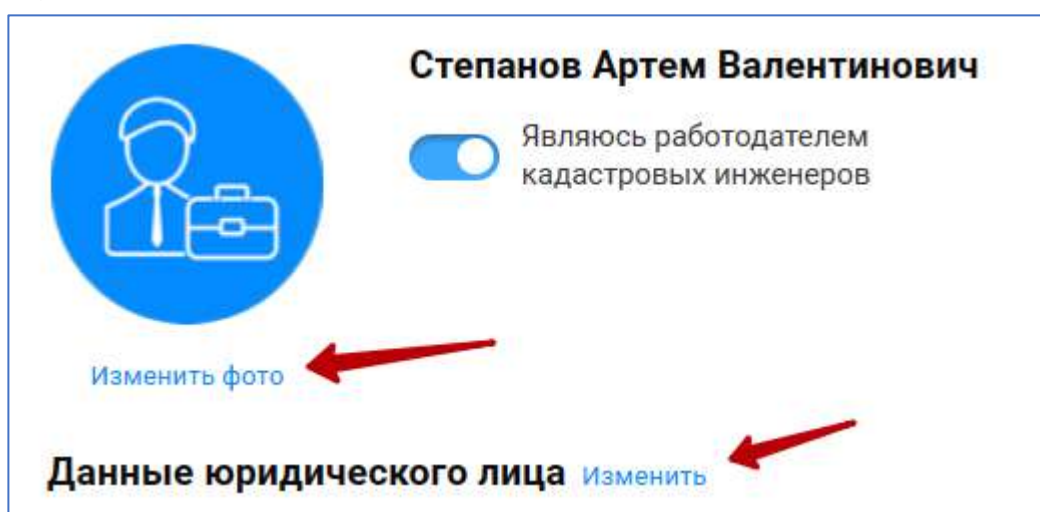 Степанов Артем Валентинович
Являюсь работодателем
кадастровых инженеров
Изменить фото
Данные юридического лица Изменить